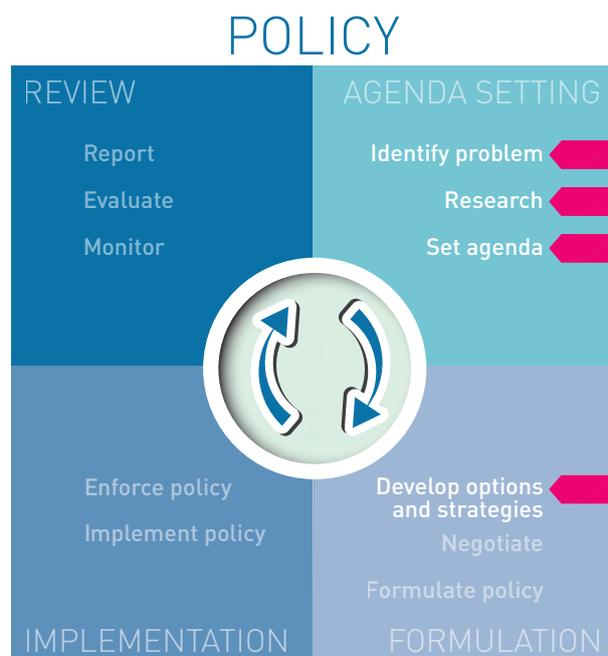 POLICY
REVIEW
Report
Evaluate
Monitor
AGENDA SETTING
Identify problem
Research
Set agenda
Enforce policy
Implement policy
IMPLEMENTATION
Develop options
and strategies
Negotiate
Formulate policy
FORMULATION